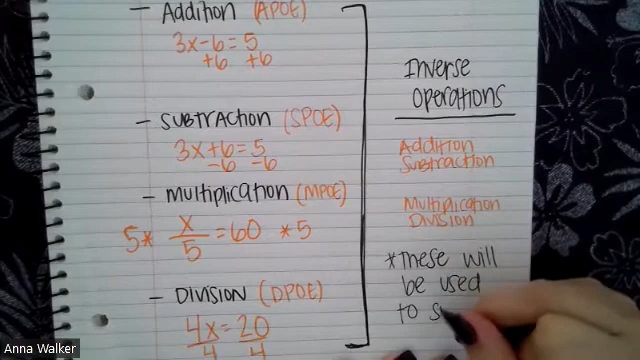 - Addition (APOE)
3x-6=5
+6 +6
- Subtraction (SPOE)
3x+6=5
-6 -6
- Multiplication (MPOE)
5* x/5 = 60 *5
- Division (DPOE)
4x=20
4 4
Inverse
Operations
Addition
Subtraction
Multiplication
Division
*These will
be used
to s
Anna Walker